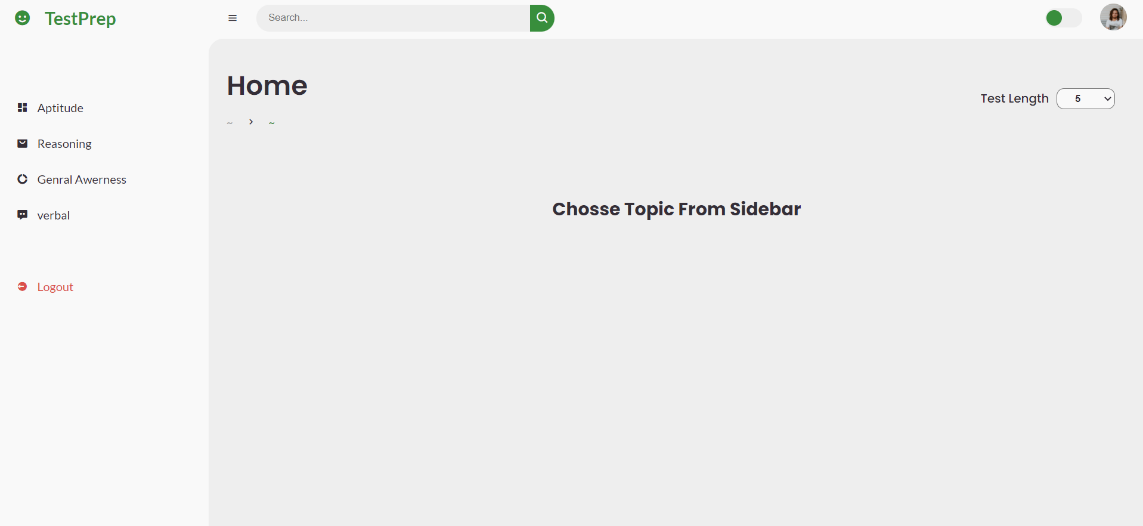 TestPrep
Search...
Home
Test Length 5
-- > ~
Aptitude
Reasoning
Genral Awerness
verbal
Logout
Chosse Topic From Sidebar